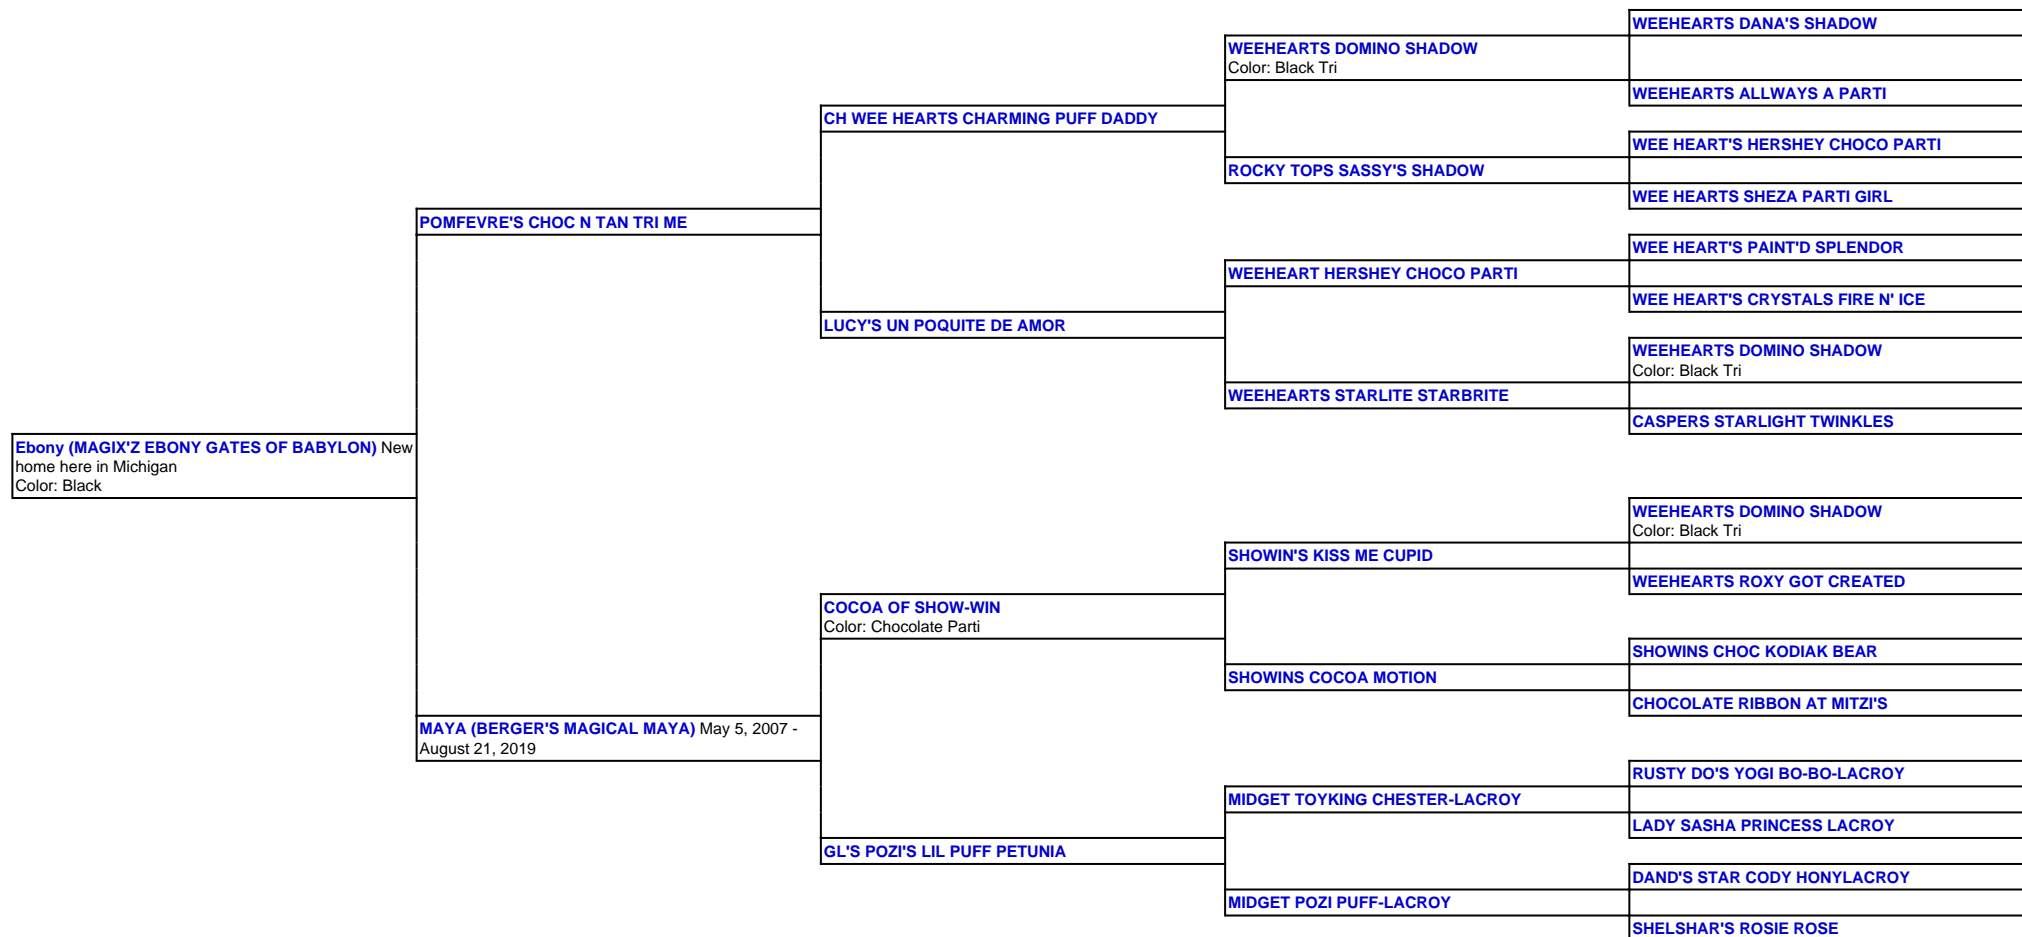 WEEHEARTS DANA'S SHADOW
WEEHEARTS DOMINO SHADOW
Color: Black Tri
WEEHEARTS ALLWAYS A PARTI
CH WEE HEARTS CHARMING PUFF DADDY
WEE HEART'S HERSHEY CHOCO PARTI
ROCKY TOPS SASSY'S SHADOW
WEE HEARTS SHEZA PARTI GIRL
POMFEVRE'S CHOC N TAN TRI ME
WEE HEART'S PAINT'D SPLENDOR
WEEHEART HERSHEY CHOCO PARTI
WEE HEART'S CRYSTALS FIRE N' ICE
LUCY'S UN POQUITE DE AMOR
WEEHEARTS DOMINO SHADOW
Color: Black Tri
WEEHEARTS STARLITE STARBRITE
CASPERS STARLIGHT TWINKLES
Ebony (MAGIX'Z EBONY GATES OF BABYLON) New
home here in Michigan
Color: Black
WEEHEARTS DOMINO SHADOW
Color: Black Tri
SHOWIN'S KISS ME CUPID
WEEHEARTS ROXY GOT CREATED
COCOA OF SHOW-WIN
Color: Chocolate Parti
SHOWINS CHOC KODIAK BEAR
SHOWINS COCOA MOTION
CHOCOLATE RIBBON AT MITZI'S
MAYA (BERGER'S MAGICAL MAYA) May 5, 2007 -
August 21, 2019
RUSTY DO'S YOGI BO-BO-LACROY
MIDGET TOYKING CHESTER-LACROY
LADY SASHA PRINCESS LACROY
GL'S POZI'S LIL PUFF PETUNIA
DAND'S STAR CODY HONYLACROY
MIDGET POZI PUFF-LACROY
SHELSHAR'S ROSIE ROSE